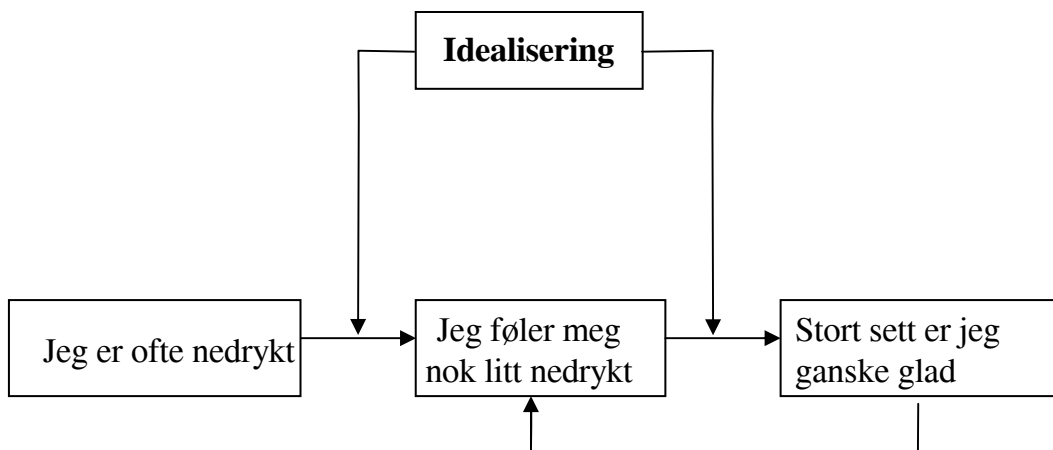 Idealisering
Jeg er ofte nedrykt
Jeg føler meg
nok litt nedrykt
Stort sett er jeg
ganske glad